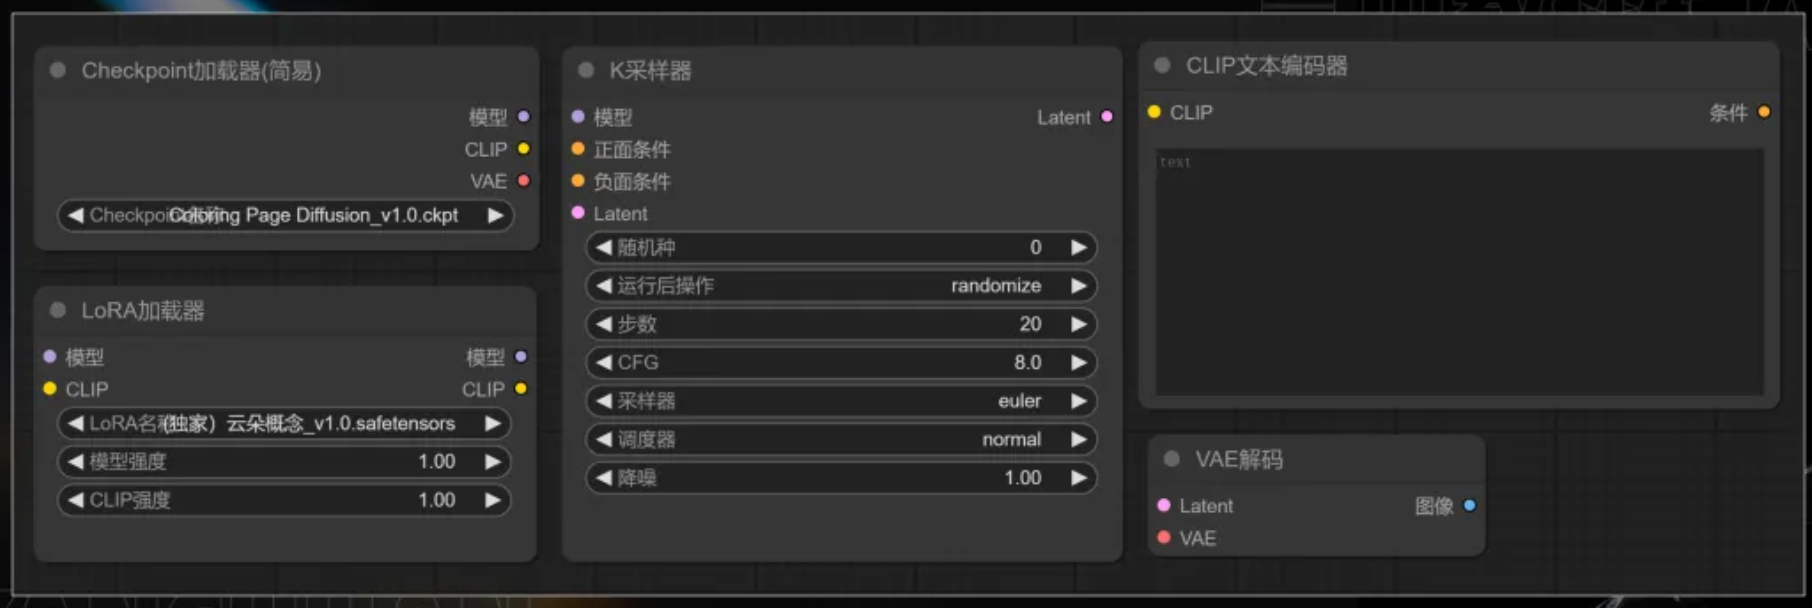 Checkpoint加载器(简易)
模型
CLIP
VAE
Coloring Page Diffusion_v1.0.ckpt
LoRA加载器
模型 模型
CLIP CLIP
LoRA名称 (独家) 云朵概念_v1.0.safetensors
模型强度 1.00
CLIP强度 1.00
K采样器
模型 Latent
正面条件
负面条件
Latent
随机种 0
运行后操作 randomize
步数 20
CFG 8.0
采样器 euler
调度器 normal
降噪 1.00
CLIP文本编码器
CLIP 条件
text
VAE解码
Latent 图像
VAE